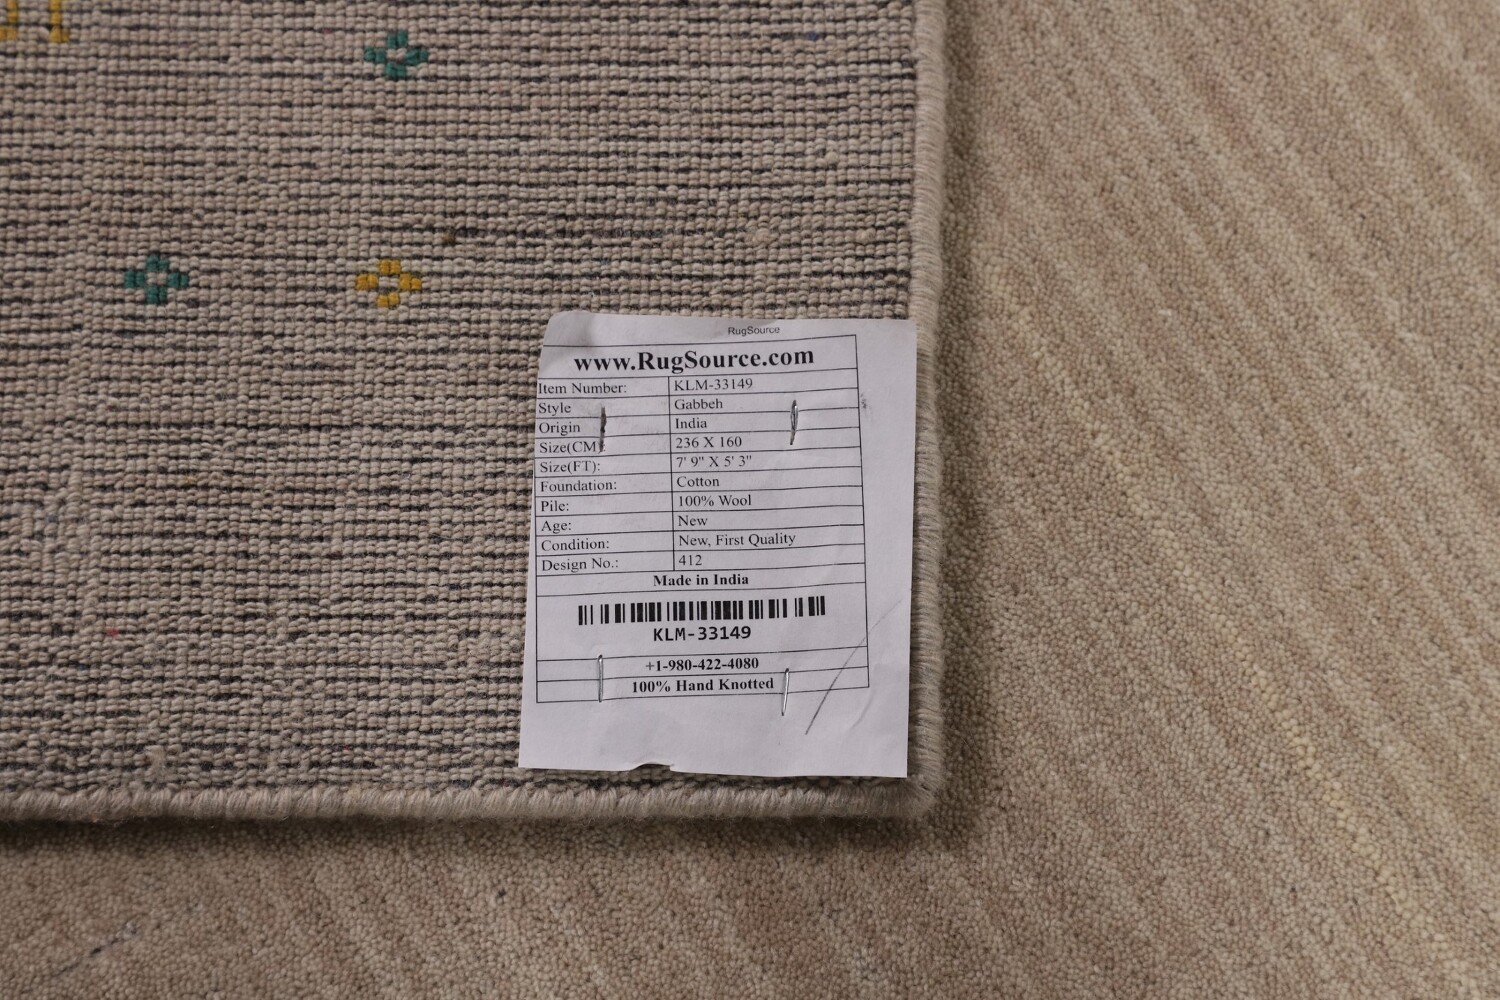 RugSource
www.RugSource.com
Item Number: KLM-33149
Style Gabbeh
Origin India
Size(CM): 236 X 160
Size(FT): 7' 9" X 5' 3"
Foundation: Cotton
Pile: 100% Wool
Age: New
Condition: New, First Quality
Design No.: 412
Made in India
KLM-33149
+1-980-422-4080
100% Hand Knotted